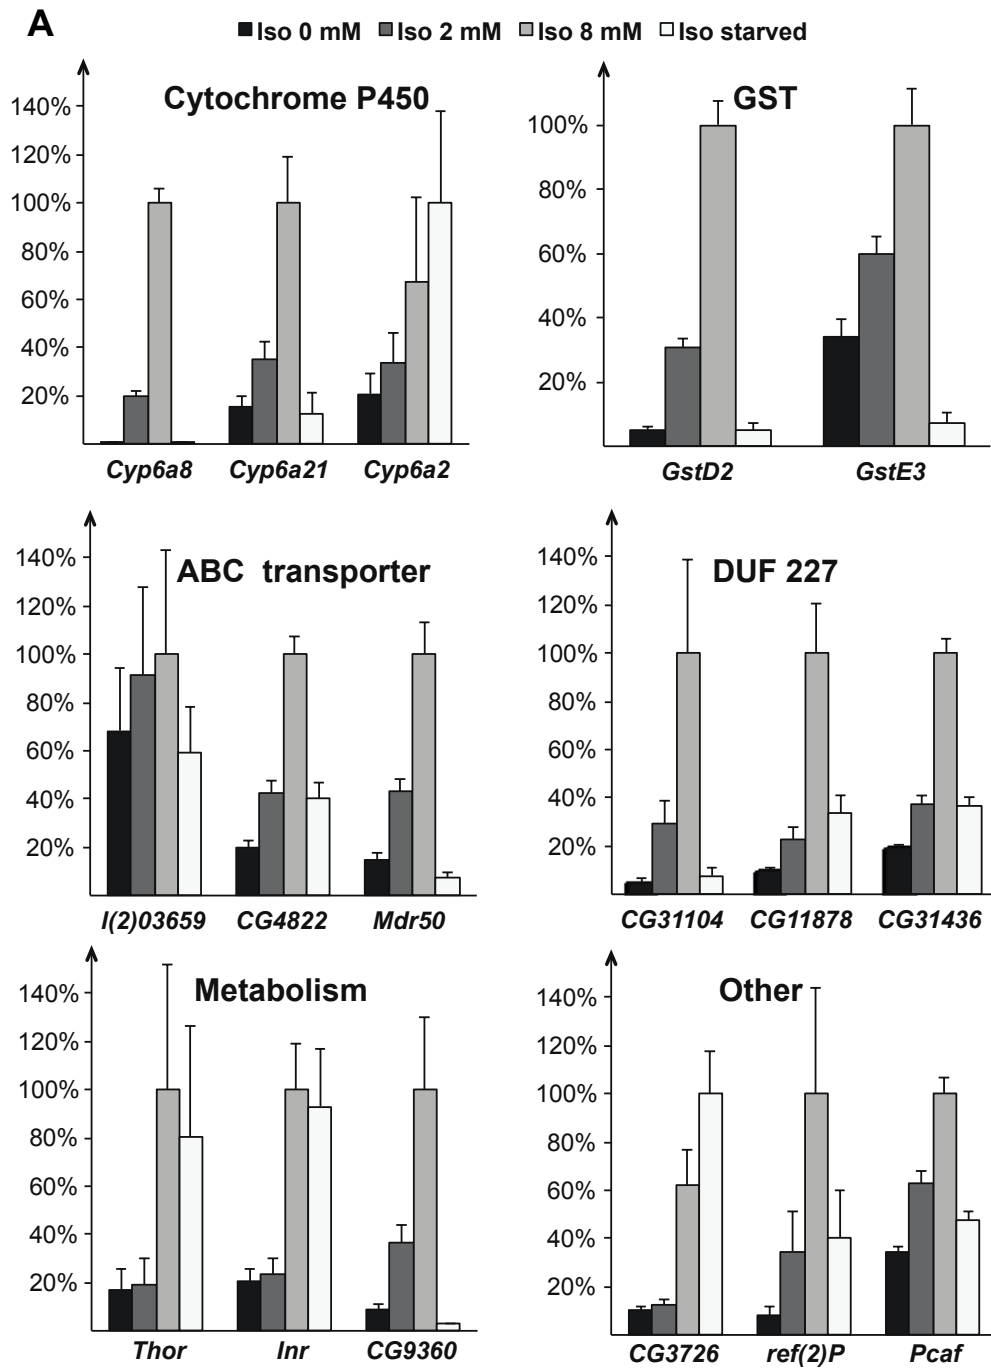 A
Iso 0 mM Iso 2 mM Iso 8 mM Iso starved
Cytochrome P450
140%
120%
100%
80%
60%
40%
20%
Cyp6a8 Cyp6a21 Cyp6a2
GST
100%
80%
60%
40%
20%
GstD2 GstE3
ABC transporter
140%
120%
100%
80%
60%
40%
20%
l(2)03659 CG4822 Mdr50
DUF 227
140%
120%
100%
80%
60%
40%
20%
CG31104 CG11878 CG31436
Metabolism
140%
120%
100%
80%
60%
40%
20%
Thor Inr CG9360
Other
140%
120%
100%
80%
60%
40%
20%
CG3726 ref(2)P Pcaf